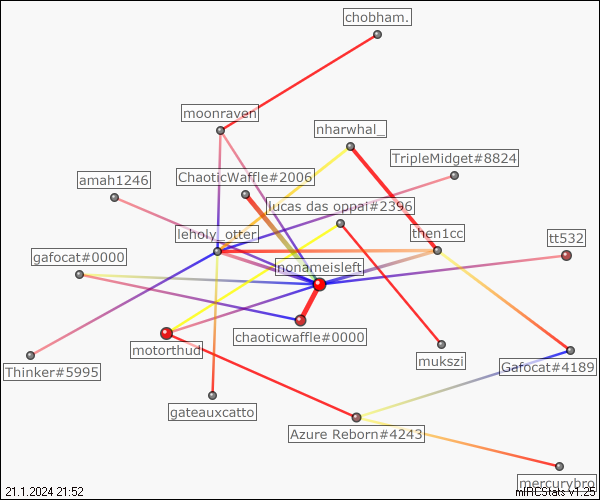 chobham.
moonraven
nharwhal_
TripleMidget#8824
amah1246
ChaoticWaffle#2006
lucas das oppai#2396
leholy_otter
then1cc
tt532
gafocat#0000
nonameisleft
chaoticwaffle#0000
motorthud
mukszi
Gafocat#4189
Thinker#5995
gateauxcatto
Azure Reborn#4243
mercurybro
21.1.2024 21:52
mIRCStats v1.25